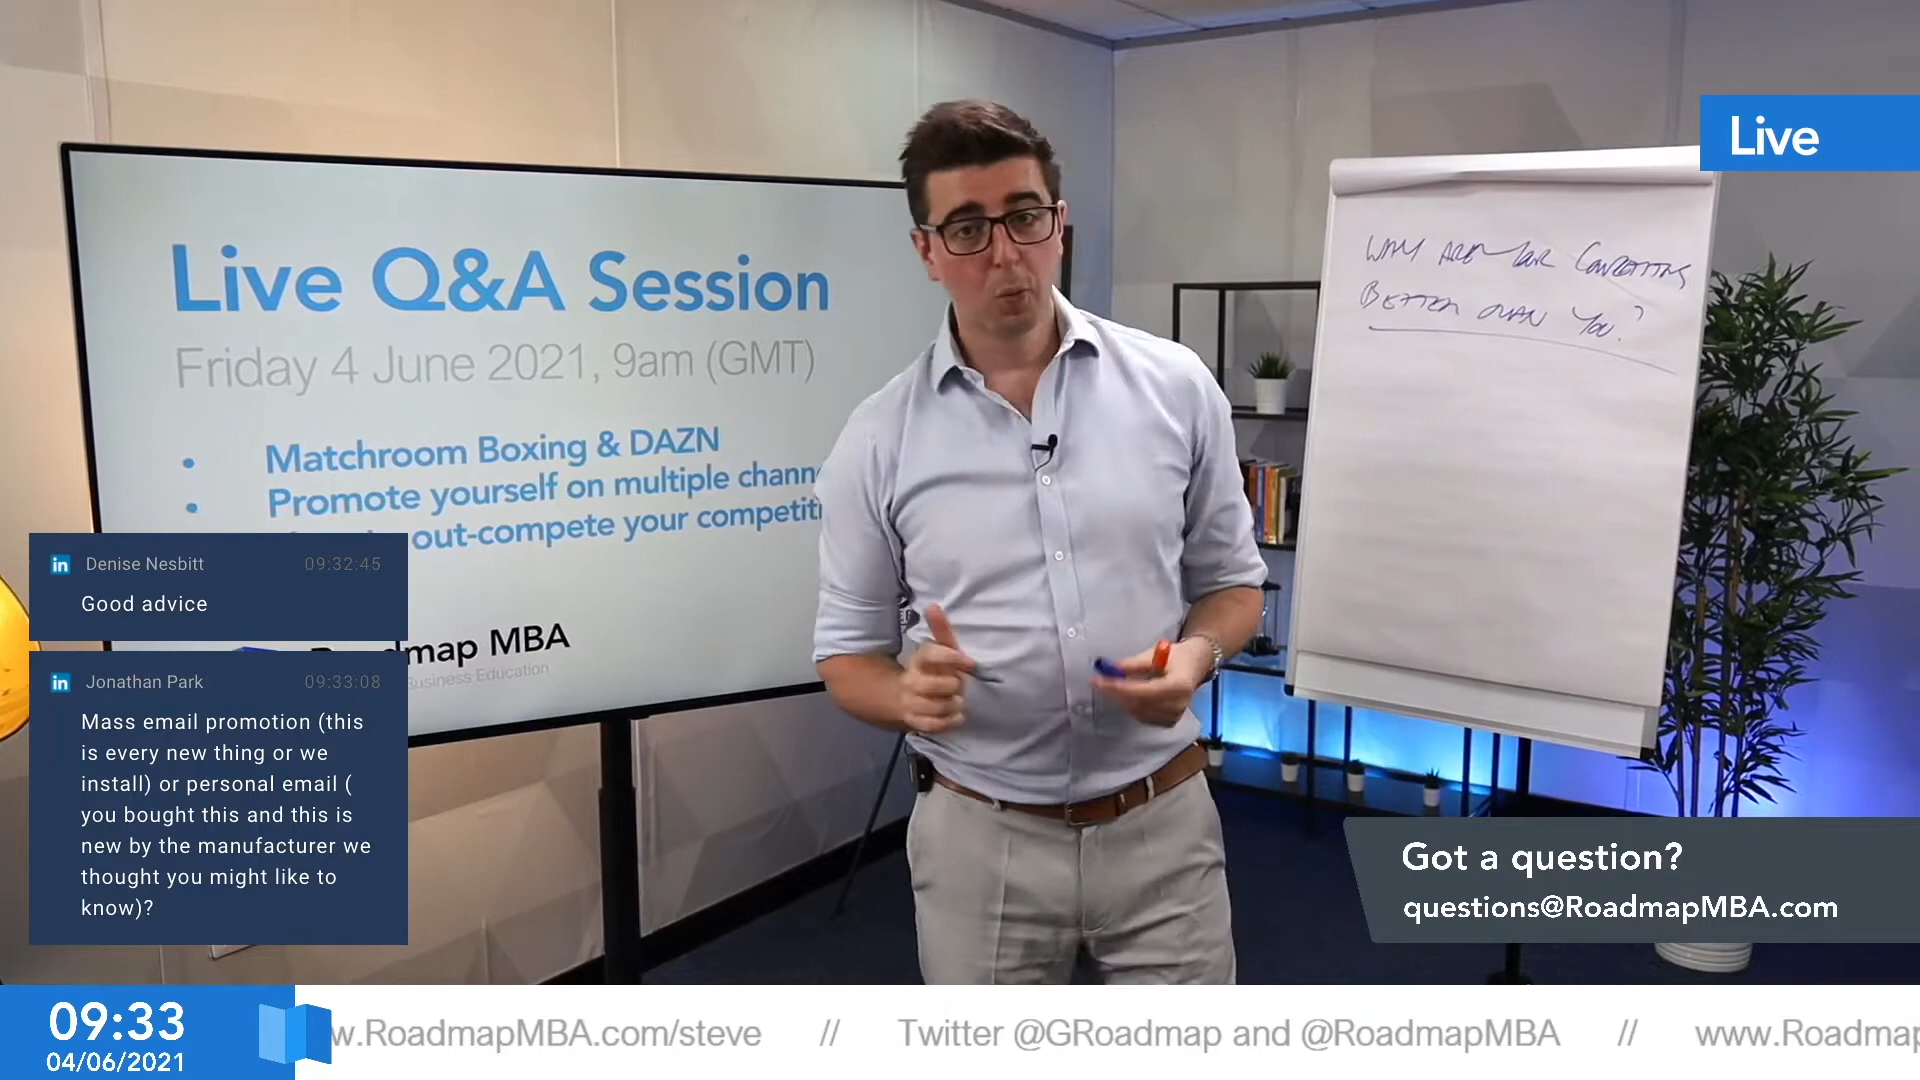 Live
Live Q&A Session
Friday 4 June 2021, 9am (GMT)
• Matchroom Boxing & DAZN
• Promote yourself on multiple chann
out-compete your competiti
map MBA
Business Education
WHY ARE YOUR COMPETITORS
BETTER THAN YOU?
in Denise Nesbitt 09:32:45
Good advice
in Jonathan Park 09:33:08
Mass email promotion (this
is every new thing or we
install) or personal email (
you bought this and this is
new by the manufacturer we
thought you might like to
know)?
Got a question?
questions@RoadmapMBA.com
09:33
04/06/2021
w.RoadmapMBA.com/steve // Twitter @GRoadmap and @RoadmapMBA // www.Roadmap